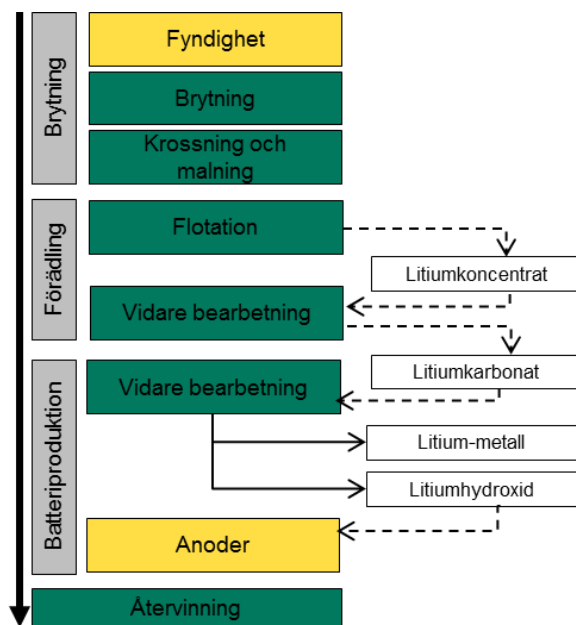 Brytning
Fyndighet
Brytning
Krossning och
malning
Förädling
Flotation
Litiumkoncentrat
Vidare bearbetning
Litiumkarbonat
Batteriproduktion
Vidare bearbetning
Litium-metall
Litiumhydroxid
Anoder
Återvinning